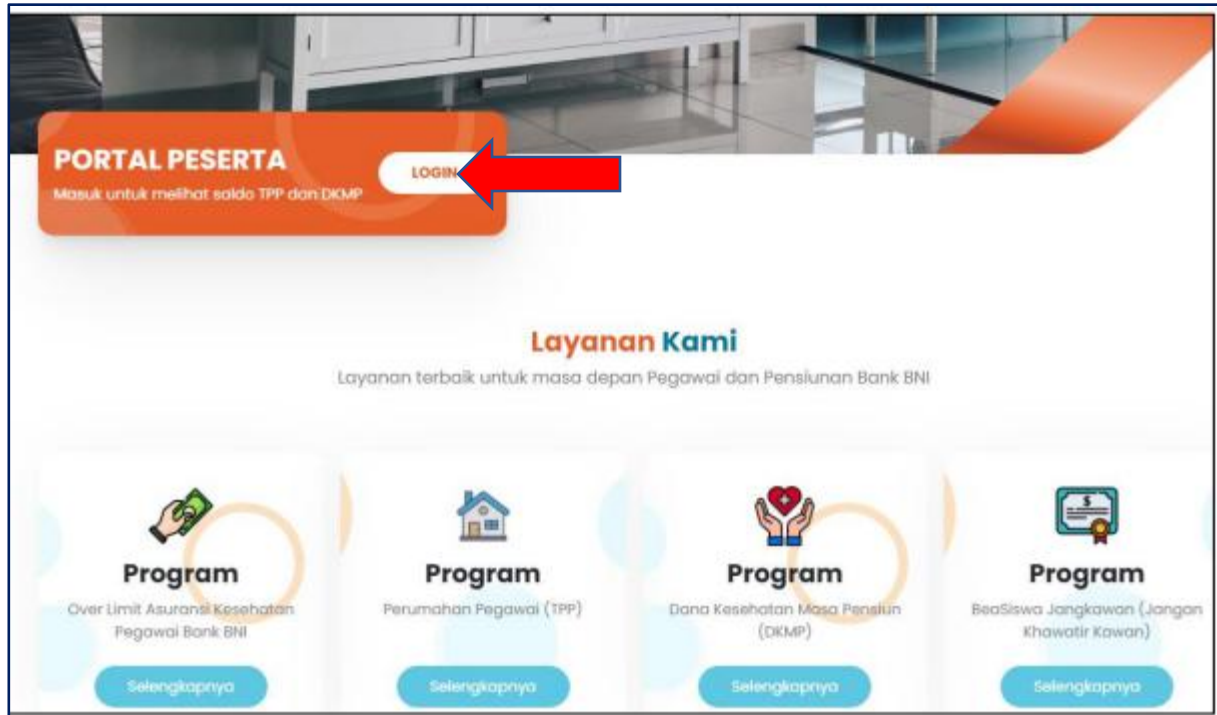 PORTAL PESERTA
Masuk untuk melihat saldo TPP dan DKMP
LOGIN
Layanan Kami
Layanan terbaik untuk masa depan Pegawai dan Pensiunan Bank BNI
Program
Over Limit Asuransi Kesehatan
Pegawai Bank BNI
Selengkapnya
Program
Perumahan Pegawai (TPP)
Selengkapnya
Program
Dana Kesehatan Masa Pensiun
(DKMP)
Selengkapnya
Program
BeaSiswa Jangkawan (Jangan
Khawatir Kawan)
Selengkapnya